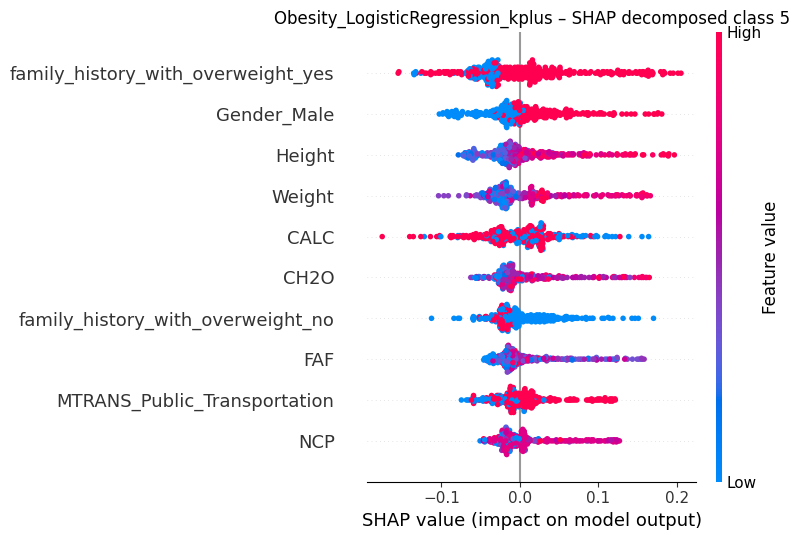 Obesity_LogisticRegression_kplus – SHAP decomposed class 5
High
family_history_with_overweight_yes
Gender_Male
Height
Weight
CALC
CH2O
family_history_with_overweight_no
FAF
MTRANS_Public_Transportation
NCP
Feature value
Low
−0.1 0.0 0.1 0.2
SHAP value (impact on model output)